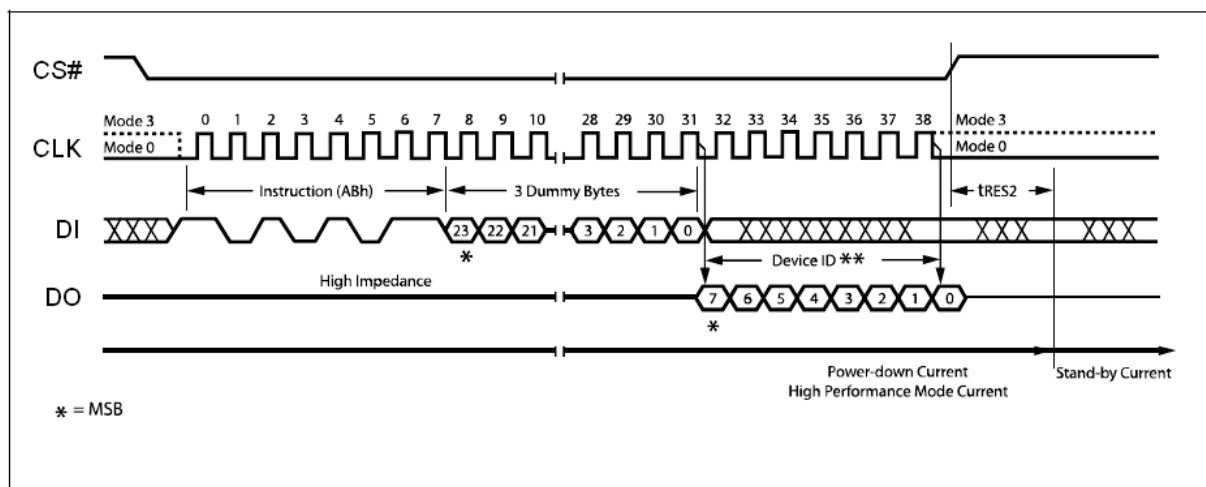 CS#
Mode 3 0 1 2 3 4 5 6 7 8 9 10 28 29 30 31 32 33 34 35 36 37 38 Mode 3
CLK Mode 0 Mode 0
Instruction (ABh) 3 Dummy Bytes tRES2
DI 23 22 21 3 2 1 0
* Device ID **
High Impedance
DO 7 6 5 4 3 2 1 0
*
Power-down Current Stand-by Current
High Performance Mode Current
* = MSB